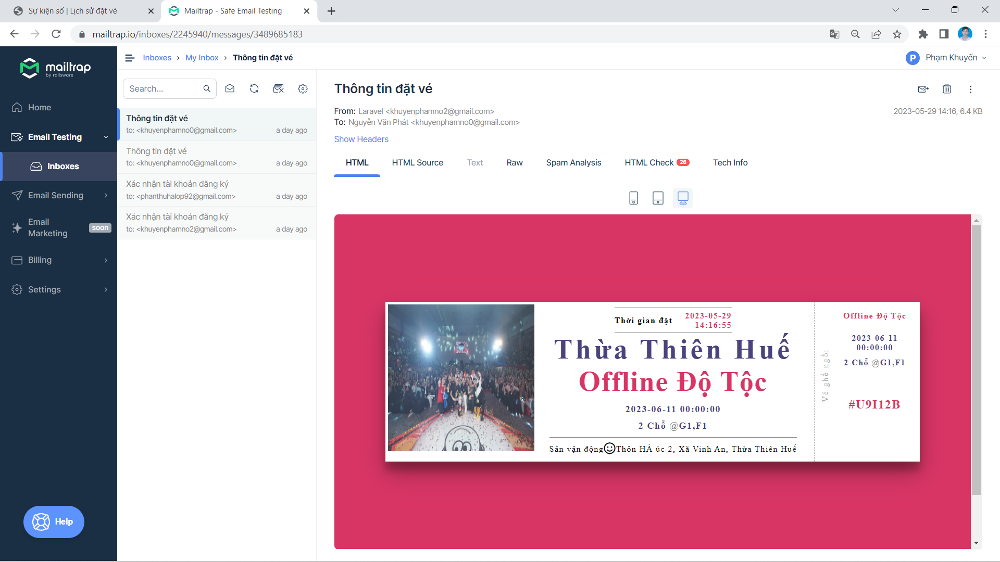 Sự kiện số | Lịch sử đặt vé
Mailtrap - Safe Email Testing
mailtrap.io/inboxes/2245940/messages/3489685183
mailtrap
by railsware
Home
Email Testing
Inboxes
Email Sending
Email
Marketing
soon
Billing
Settings
Help
Inboxes › My Inbox › Thông tin đặt vé
P Phạm Khuyến
Search...
Thông tin đặt vé
to: <khuyenphamno0@gmail.com> a day ago
Thông tin đặt vé
to: <khuyenphamno0@gmail.com> a day ago
Xác nhận tài khoản đăng ký
to: <phanthuhalop92@gmail.com> a day ago
Xác nhận tài khoản đăng ký
to: <khuyenphamno2@gmail.com> a day ago
Thông tin đặt vé
From: Laravel <khuyenphamno2@gmail.com>
2023-05-29 14:16, 6.4 KB
To: Nguyễn Văn Phát <khuyenphamno0@gmail.com>
Show Headers
HTML HTML Source Text Raw Spam Analysis HTML Check 26 Tech Info
Thời gian đặt
2023-05-29
14:16:55
Thừa Thiên Huế
Offline Độ Tộc
2023-06-11 00:00:00
2 Chỗ @G1,F1
Sân vận động Thôn HÀ úc 2, Xã Vinh An, Thừa Thiên Huế
Vé ghế ngồi
Offline Độ Tộc
2023-06-11
00:00:00
2 Chỗ @G1,F1
#U9I12B